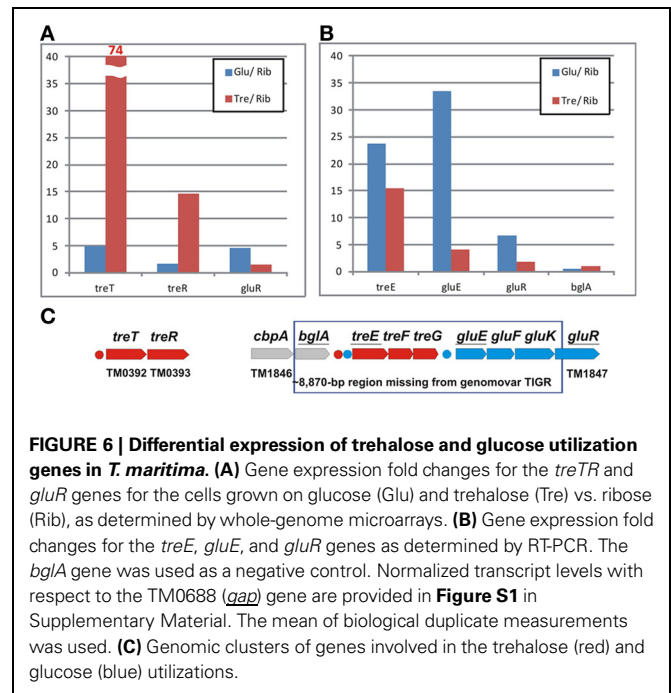 A
74
40
35
30
25
20
15
10
5
0
Glu/ Rib
Tre/ Rib
treT treR gluR
B
40
35
30
25
20
15
10
5
0
Glu/ Rib
Tre/ Rib
treE gluE gluR bglA
C
treT treR cbpA bglA treE treF treG gluE gluF gluK gluR
TM0392 TM0393 TM1846 ~8,870-bp region missing from genomovar TIGR TM1847
FIGURE 6 | Differential expression of trehalose and glucose utilization
genes in T. maritima. (A) Gene expression fold changes for the treTR and
gluR genes for the cells grown on glucose (Glu) and trehalose (Tre) vs. ribose
(Rib), as determined by whole-genome microarrays. (B) Gene expression fold
changes for the treE, gluE, and gluR genes as determined by RT-PCR. The
bglA gene was used as a negative control. Normalized transcript levels with
respect to the TM0688 (gap) gene are provided in Figure S1 in
Supplementary Material. The mean of biological duplicate measurements
was used. (C) Genomic clusters of genes involved in the trehalose (red) and
glucose (blue) utilizations.